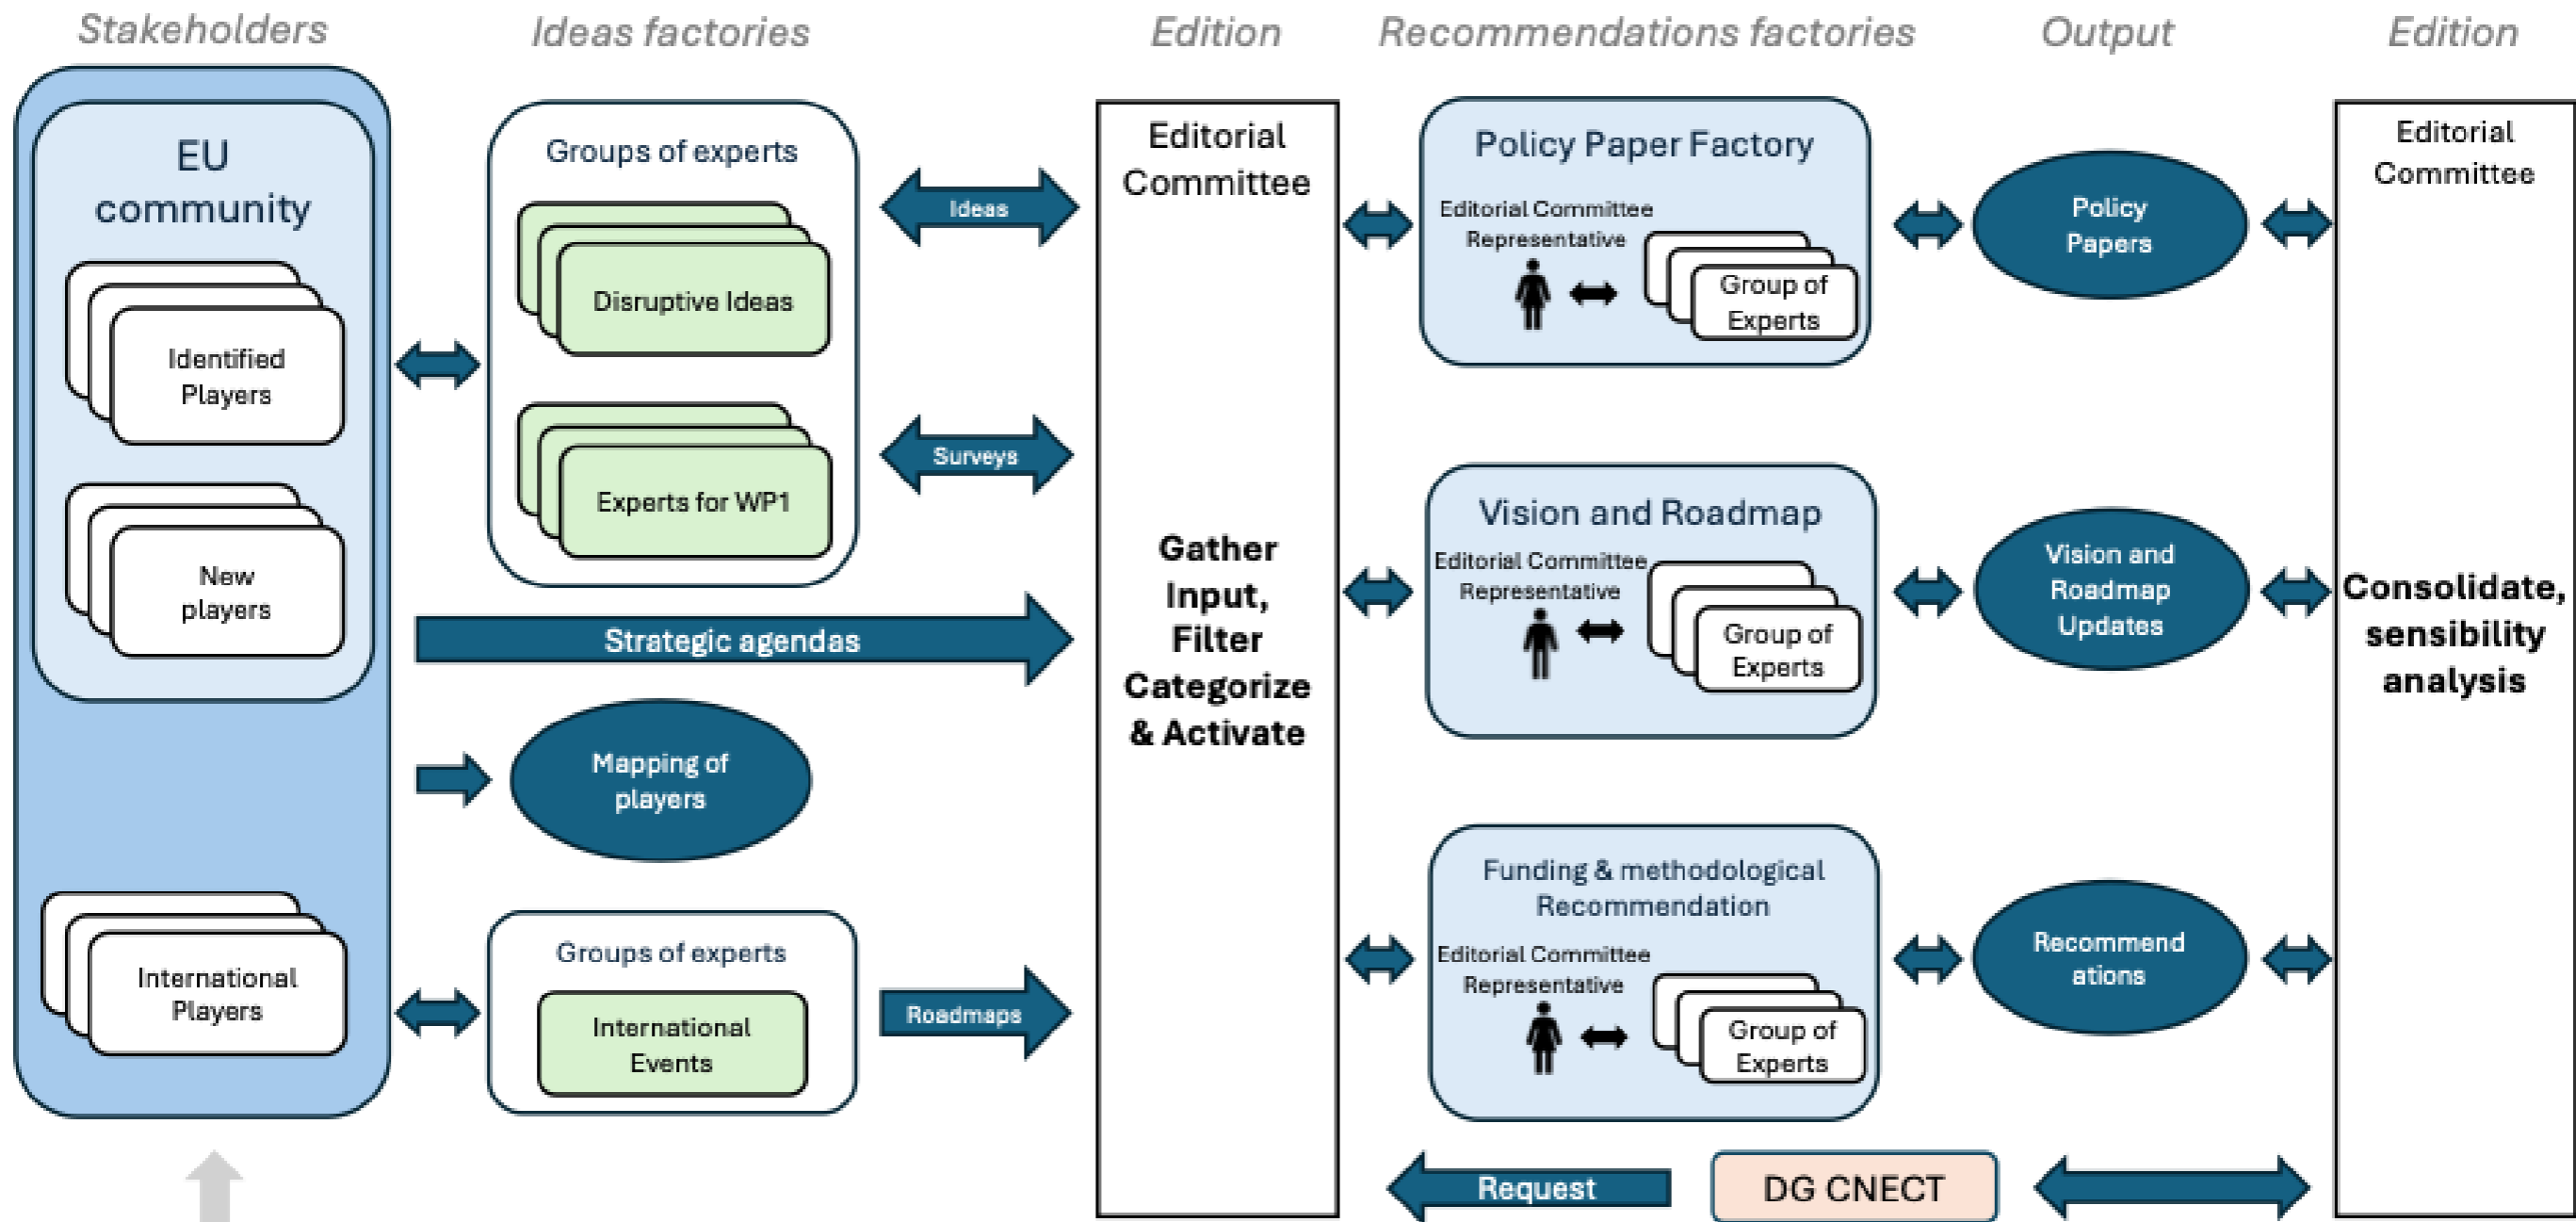 Stakeholders
Ideas factories
Edition
Recommendations factories
Output
Edition
EU
community
Identified
Players
New
players
International
Players
Groups of experts
Disruptive Ideas
Experts for WP1
Strategic agendas
Mapping of
players
Groups of experts
International
Events
Ideas
Surveys
Roadmaps
Editorial
Committee
Gather
Input,
Filter
Categorize
& Activate
Policy Paper Factory
Editorial Committee
Representative
Group of
Experts
Vision and Roadmap
Editorial Committee
Representative
Group of
Experts
Funding & methodological
Recommendation
Editorial Committee
Representative
Group of
Experts
Request
DG CNECT
Policy
Papers
Vision and
Roadmap
Updates
Recommend
ations
Editorial
Committee
Consolidate,
sensibility
analysis